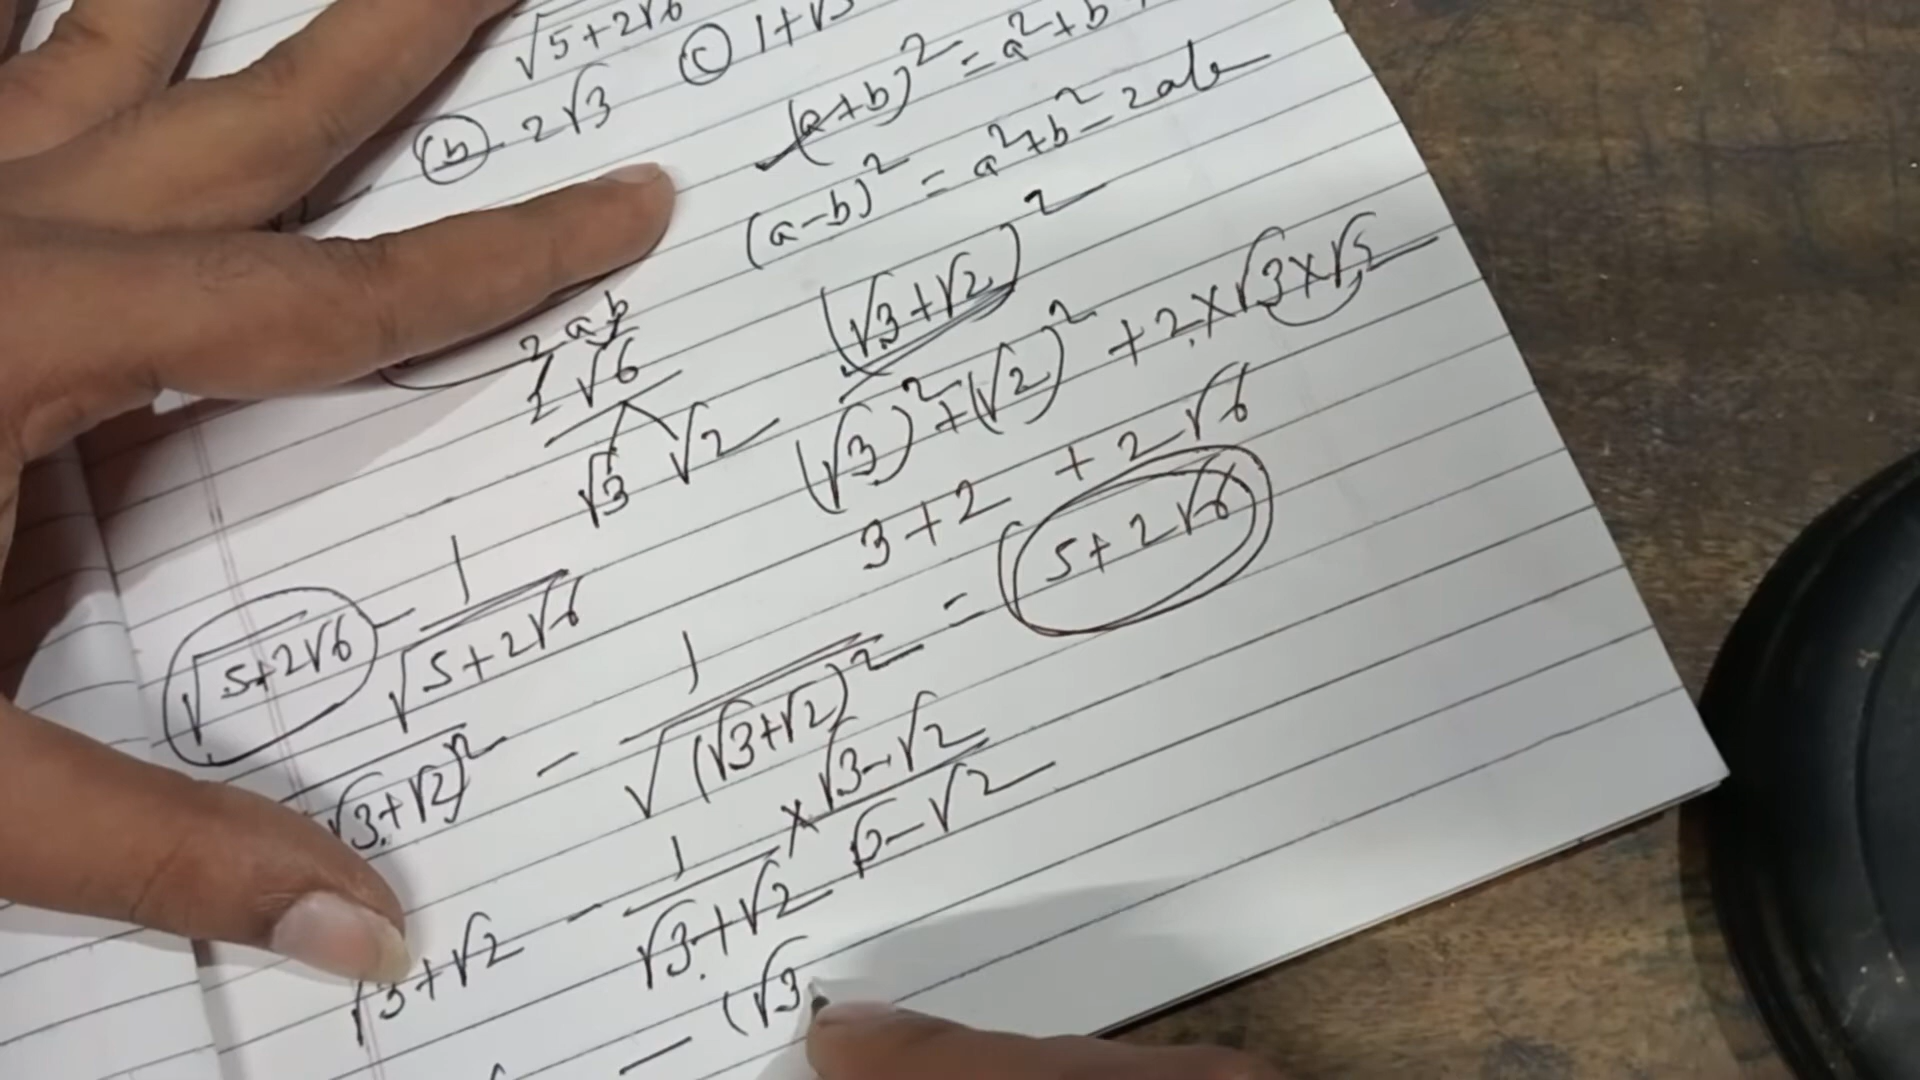 √5+2√6
(b) 2√3 (c) 1+√3
(a+b)² = a²+b²
(a-b)² = a²+b²-2ab
2ab
2√6
√3 √2
(√3+√2)²
(√3)²+(√2)²+2×√3×√2
3+2+2√6
= 5+2√6
√5+2√6 - 1/√5+2√6
√3+√2)² - 1/√(√3+√2)²
√3+√2 - 1/√3+√2 × √3-√2/√3-√2
- (√3